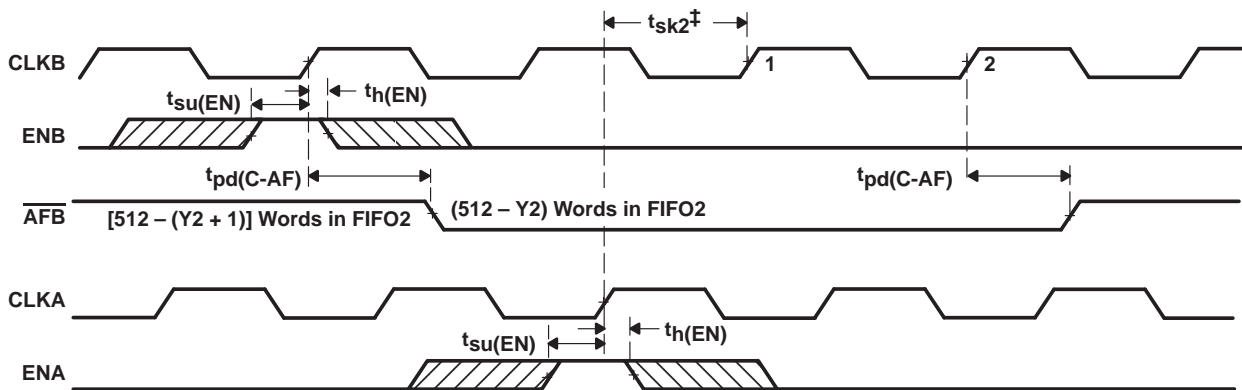 tsk2‡
CLKB
1
2
tsu(EN)
th(EN)
ENB
tpd(C-AF)
tpd(C-AF)
AFB
[512 – (Y2 + 1)] Words in FIFO2
(512 – Y2) Words in FIFO2
CLKA
tsu(EN)
th(EN)
ENA